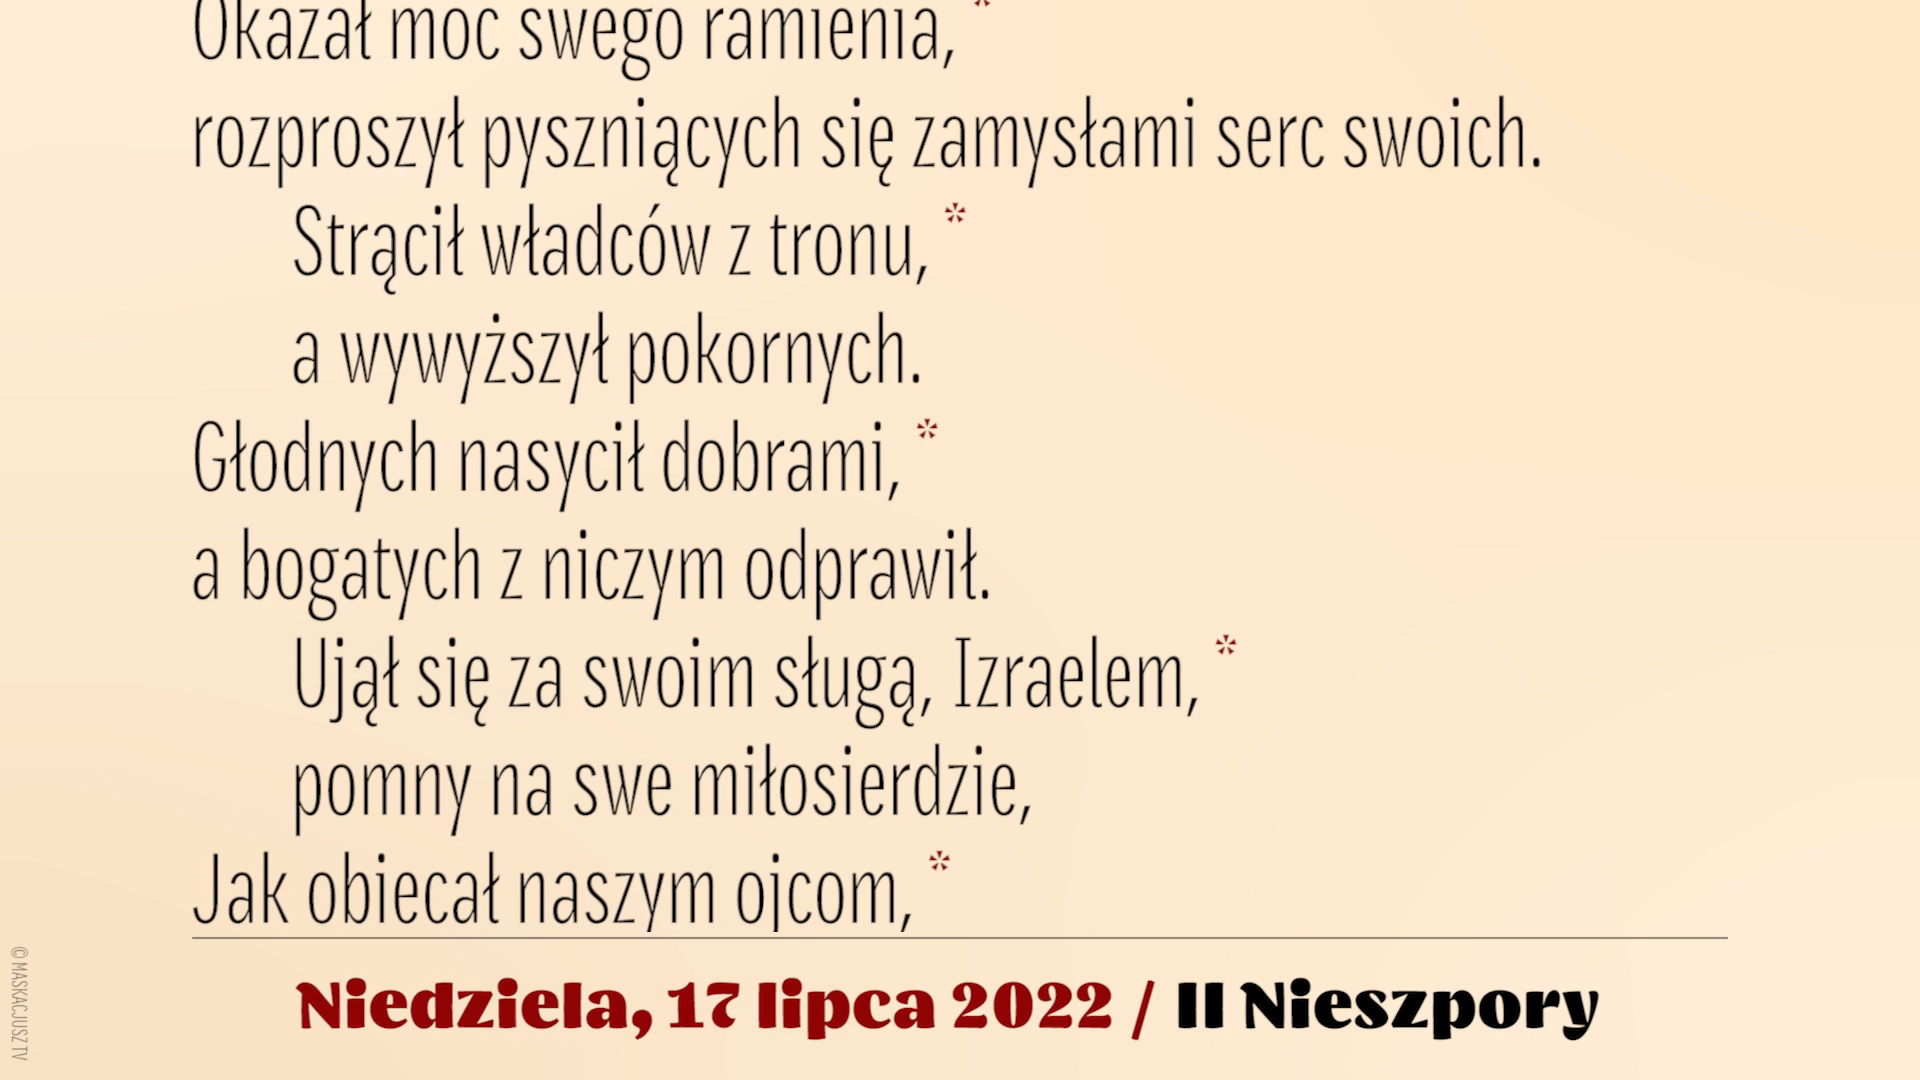 Okazał moc swego ramienia, *
rozproszył pyszniących się zamysłami serc swoich.
Strącił władców z tronu, *
a wywyższył pokornych.
Głodnych nasycił dobrami, *
a bogatych z niczym odprawił.
Ujął się za swoim sługą, Izraelem, *
pomny na swe miłosierdzie,
Jak obiecał naszym ojcom, *
Niedziela, 17 lipca 2022 / II Nieszpory
© MASKACJUSZ TV